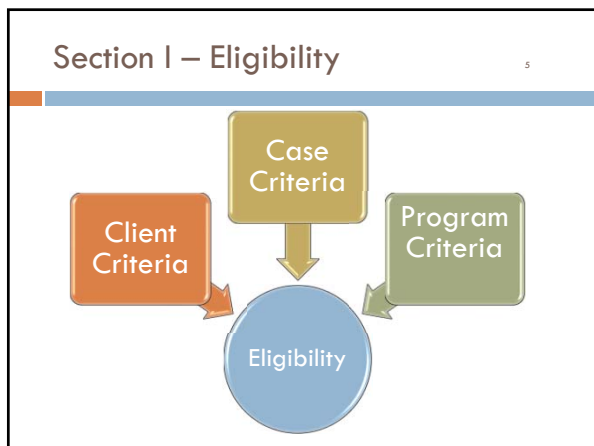 Section I – Eligibility
5
Case
Criteria
Client
Criteria
Program
Criteria
Eligibility